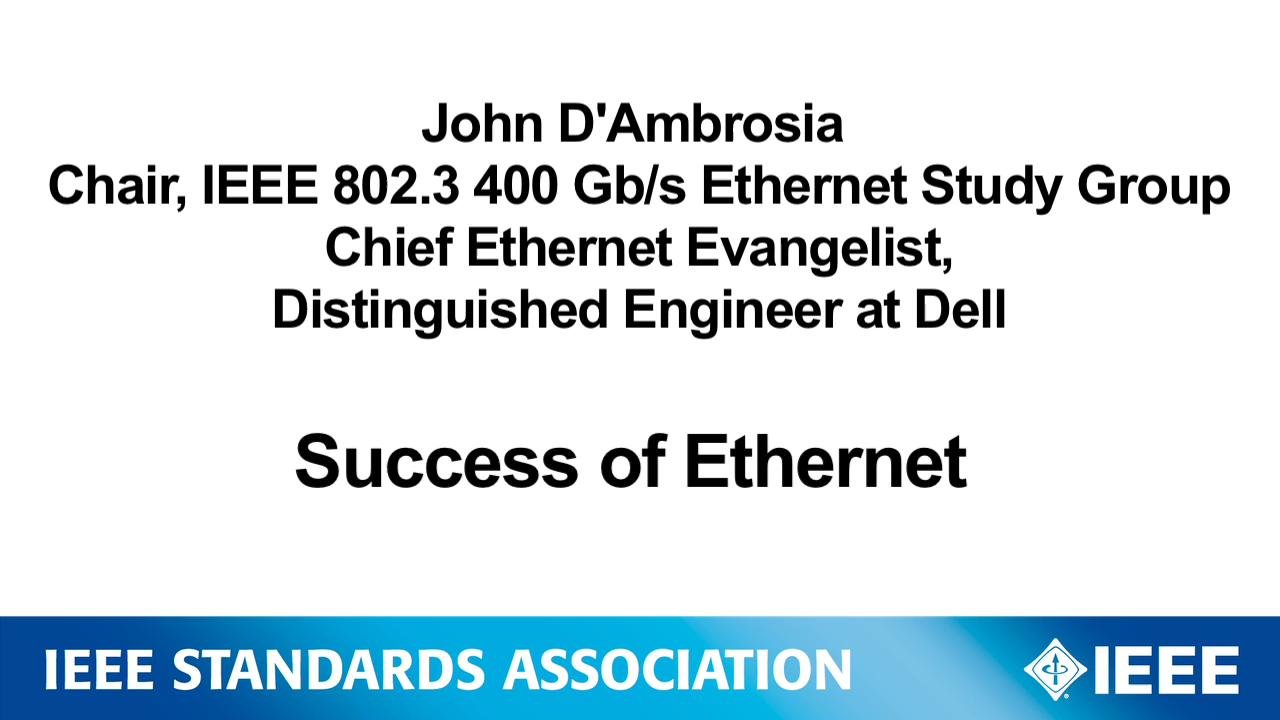 John D'Ambrosia
Chair, IEEE 802.3 400 Gb/s Ethernet Study Group
Chief Ethernet Evangelist,
Distinguished Engineer at Dell
Success of Ethernet
IEEE STANDARDS ASSOCIATION
IEEE